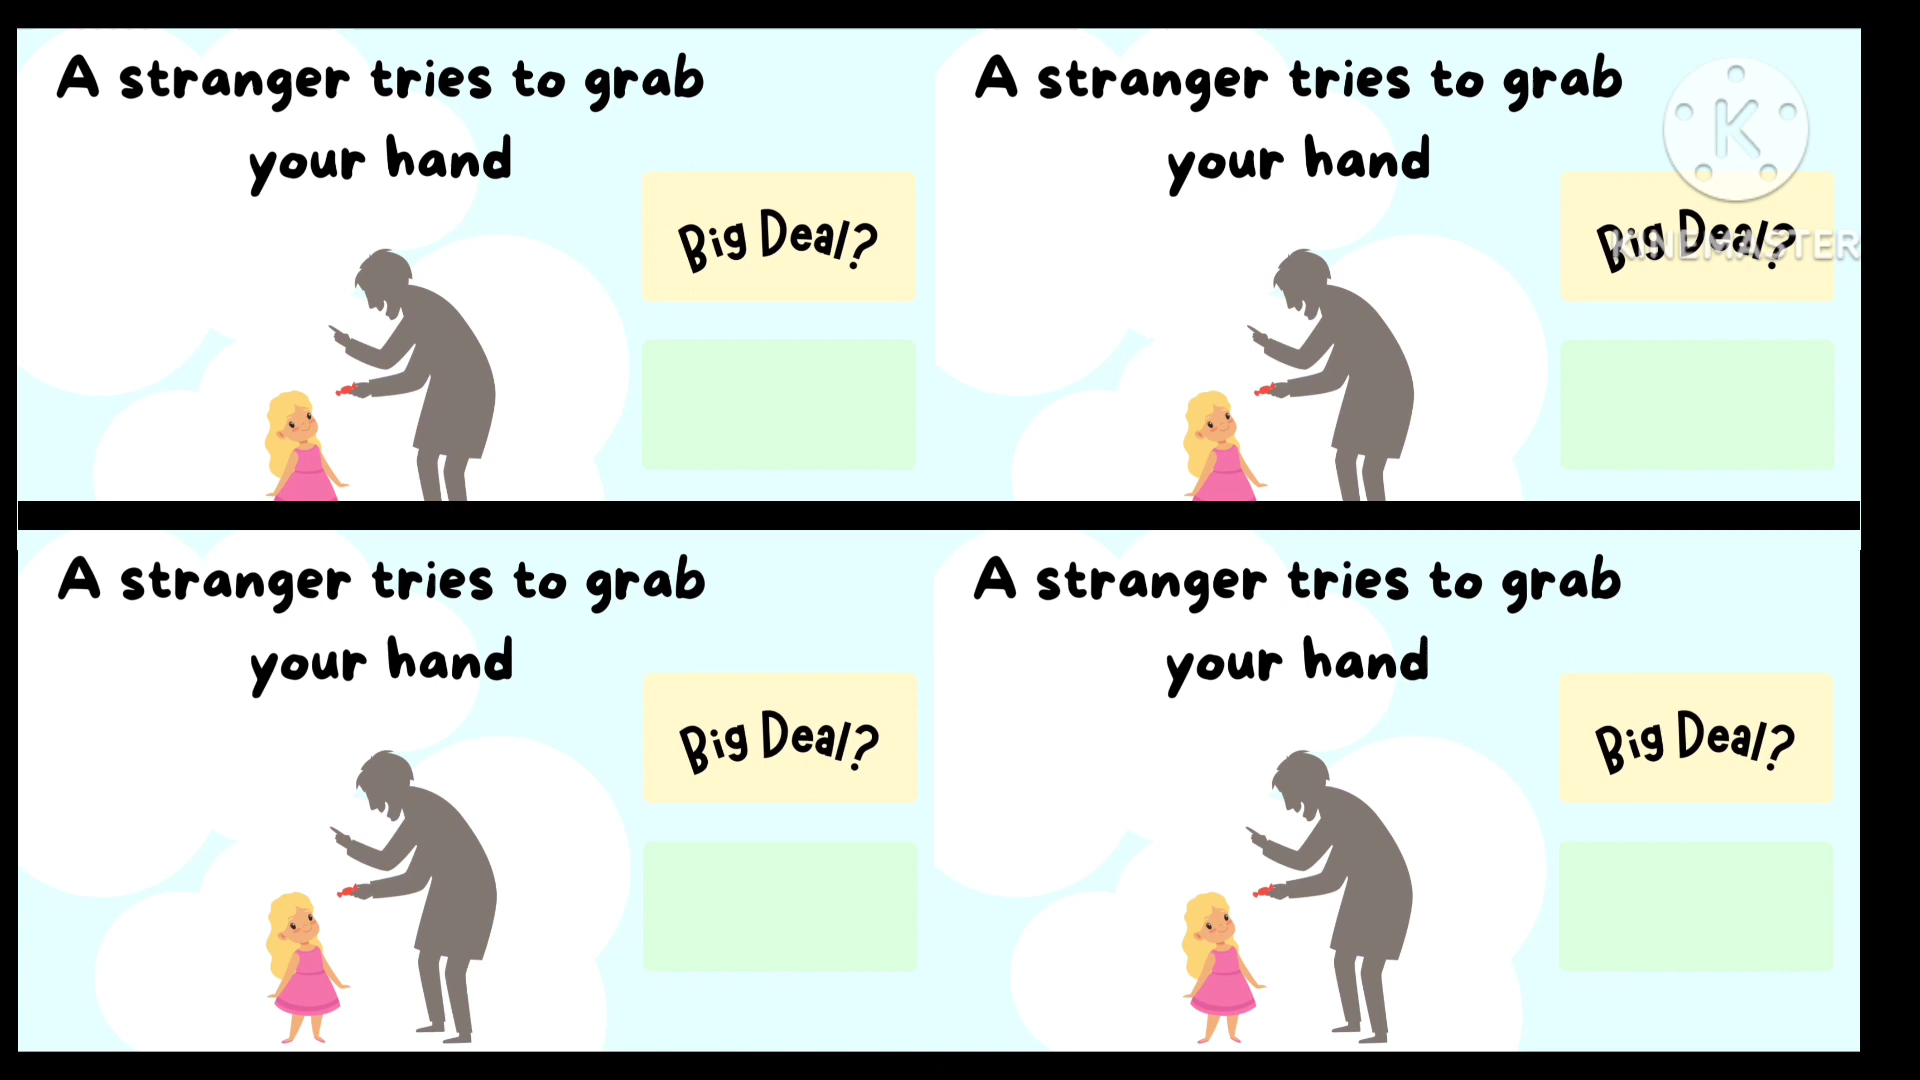 A stranger tries to grab
your hand
Big Deal?
A stranger tries to grab
your hand
K
Big Deal?
KINEMASTER
A stranger tries to grab
your hand
Big Deal?
A stranger tries to grab
your hand
Big Deal?